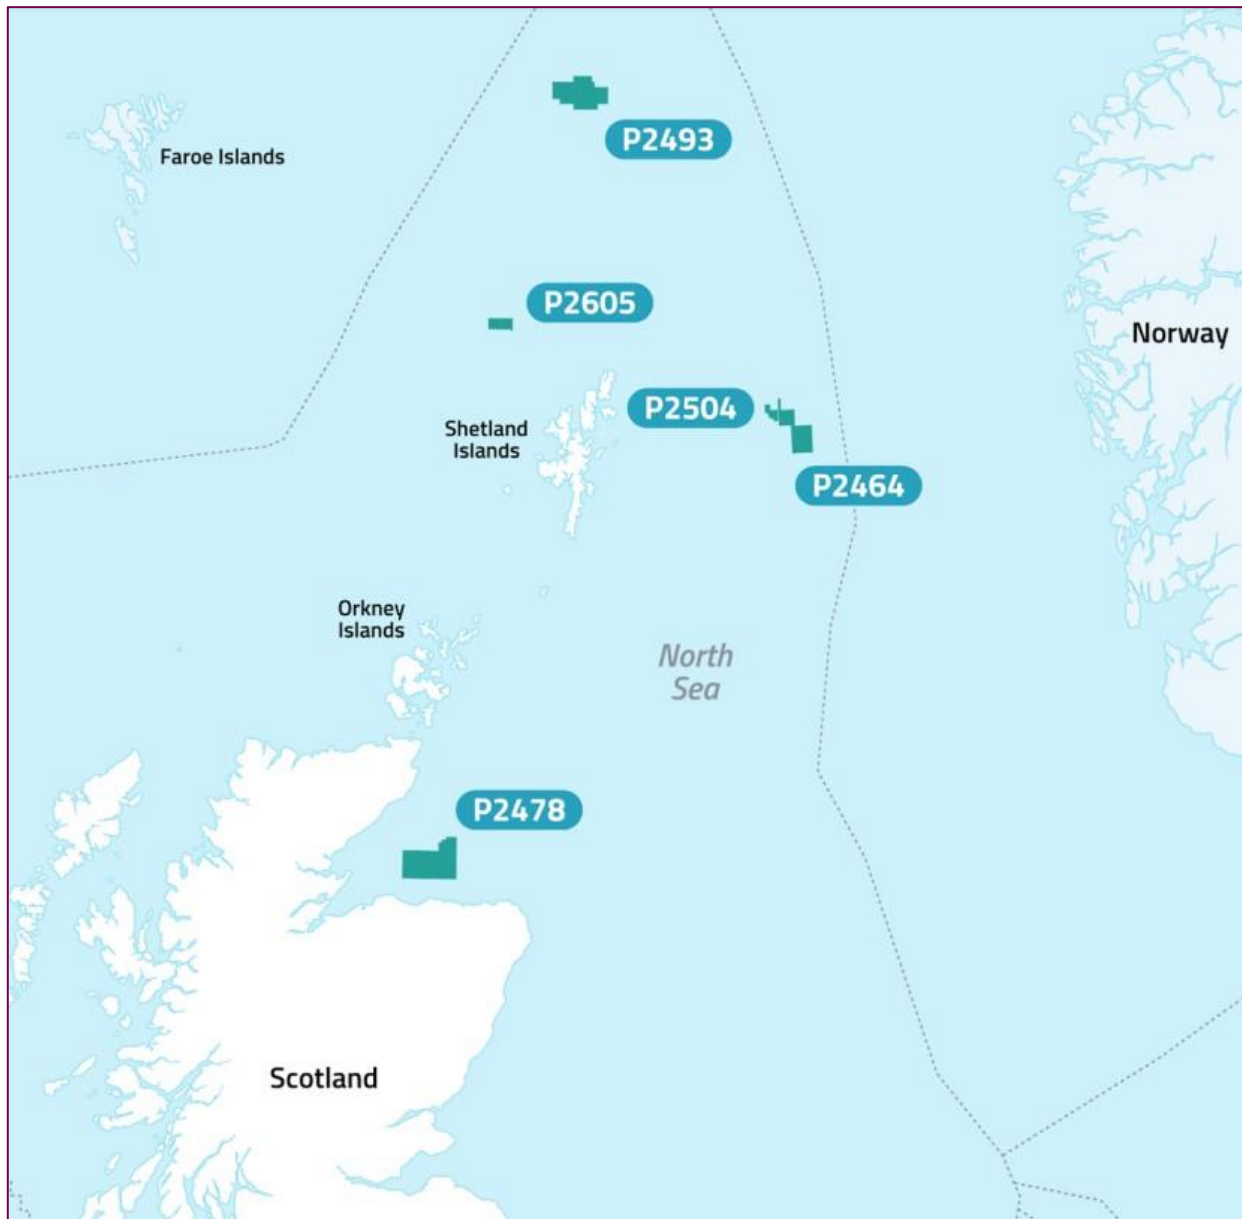 P2493
Faroe Islands
P2605
Norway
P2504
Shetland
Islands
P2464
Orkney
Islands
North
Sea
P2478
Scotland